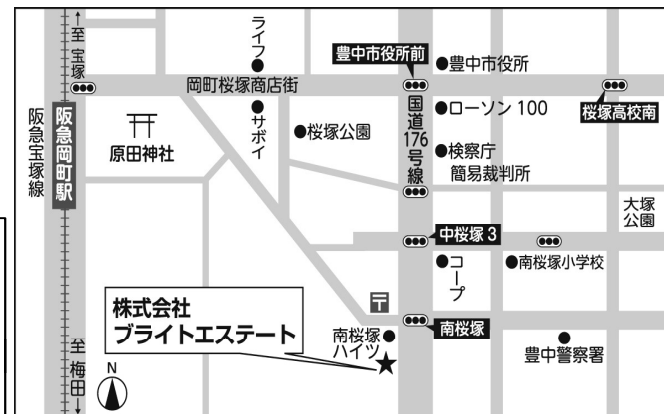 ←至 宝塚
阪急宝塚線
阪急岡町駅
至 梅田→
ライフ
岡町桜塚商店街
サボイ
原田神社
桜塚公園
豊中市役所前
豊中市役所
国道176号線
ローソン100
桜塚高校南
検察庁
簡易裁判所
大塚
公園
中桜塚3
コープ
南桜塚小学校
〒
南桜塚
南桜塚
ハイツ
豊中警察署
株式会社
ブライトエステート
N